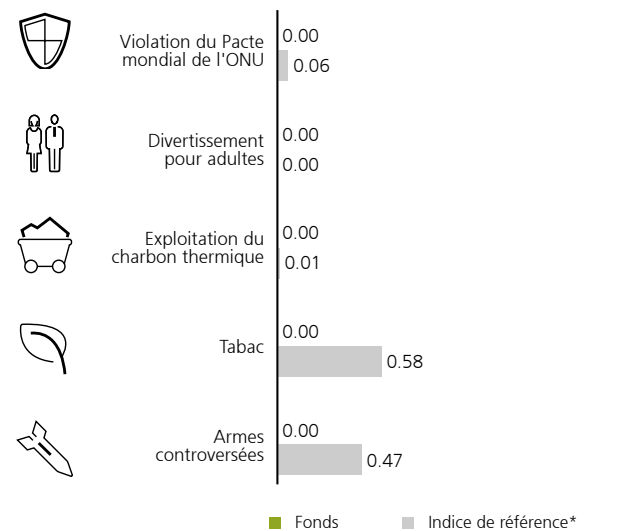 Violation du Pacte
mondial de l'ONU
0.00
0.06
Divertissement
pour adultes
0.00
0.00
Exploitation du
charbon thermique
0.00
0.01
Tabac
0.00
0.58
Armes
controversées
0.00
0.47
Fonds
Indice de référence*